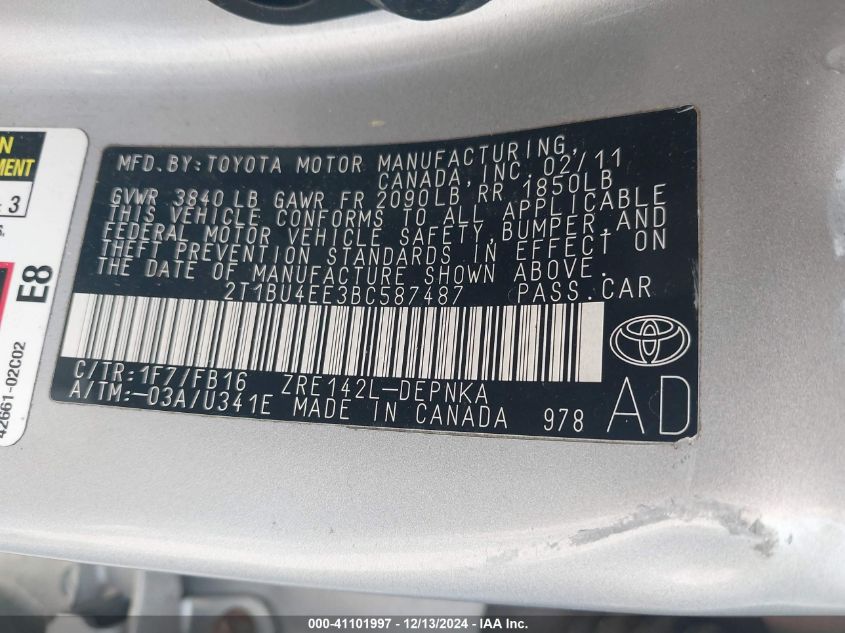 MFD.BY:TOYOTA MOTOR MANUFACTURING,
CANADA, INC. 02/11
GVWR 3840 LB GAWR FR 2090LB RR 1850LB
THIS VEHICLE CONFORMS TO ALL APPLICABLE
FEDERAL MOTOR VEHICLE SAFETY, BUMPER, AND
THEFT PREVENTION STANDARDS IN EFFECT ON
THE DATE OF MANUFACTURE SHOWN ABOVE.
2T1BU4EE3BC587487 PASS.CAR
C/TR:1F7/FB16 ZRE142L-DEPNKA
A/TM:-03A/U341E MADE IN CANADA 978
AD
3
E8
42661-02C02
000-41101997 - 12/13/2024 - IAA Inc.